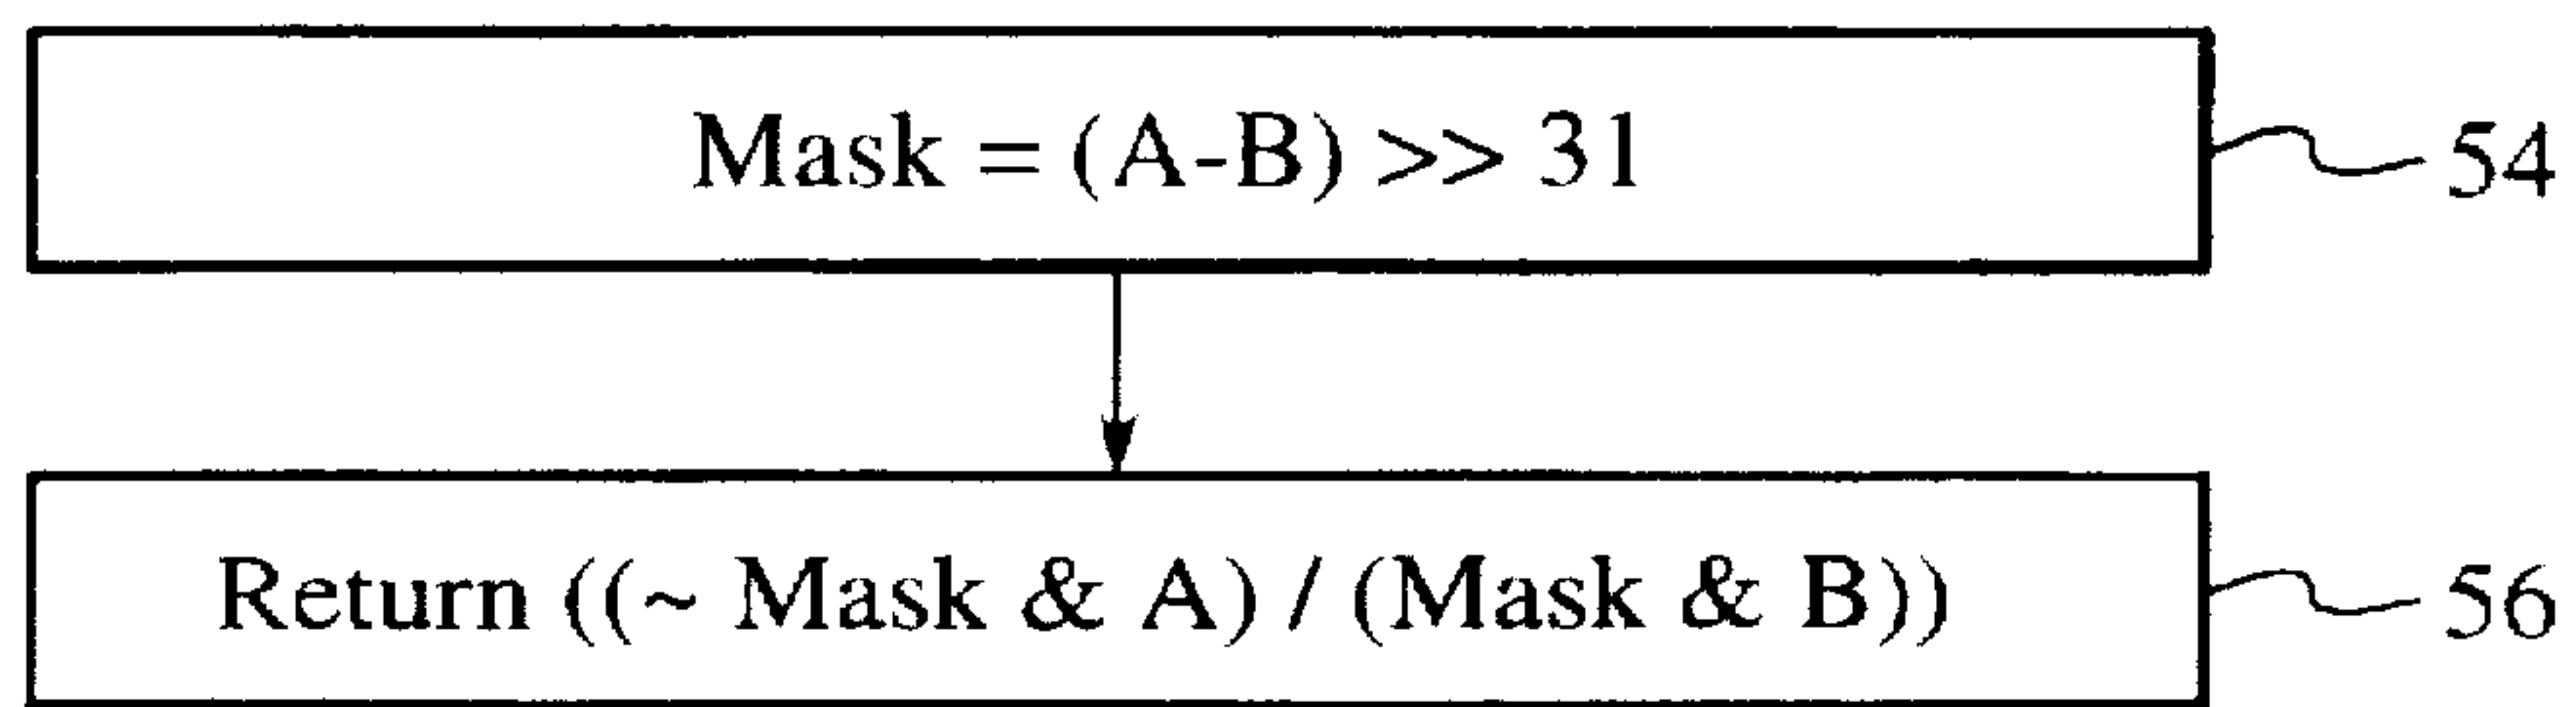 Mask = (A-B) >> 31
54
Return ((~ Mask & A) / (Mask & B))
56